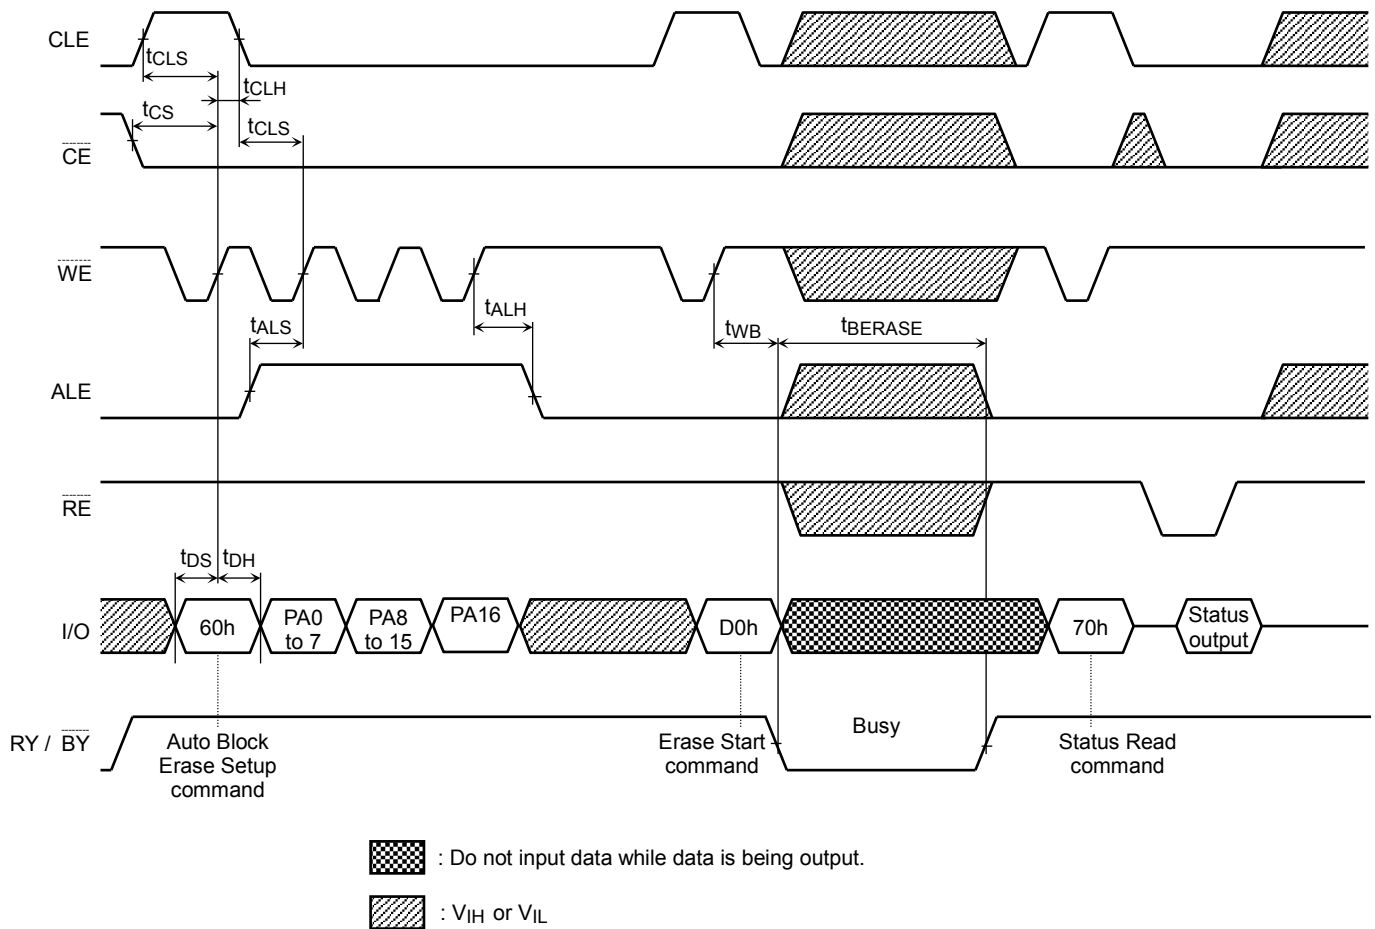 CLE
tCLS
tCLH
tCS
tCLS
CE
WE
tALS
tALH
tWB
tBERASE
ALE
RE
tDS
tDH
I/O
60h
PA0
to 7
PA8
to 15
PA16
D0h
70h
Status
output
RY / BY
Busy
Auto Block
Erase Setup
command
Erase Start
command
Status Read
command
: Do not input data while data is being output.
: VIH or VIL